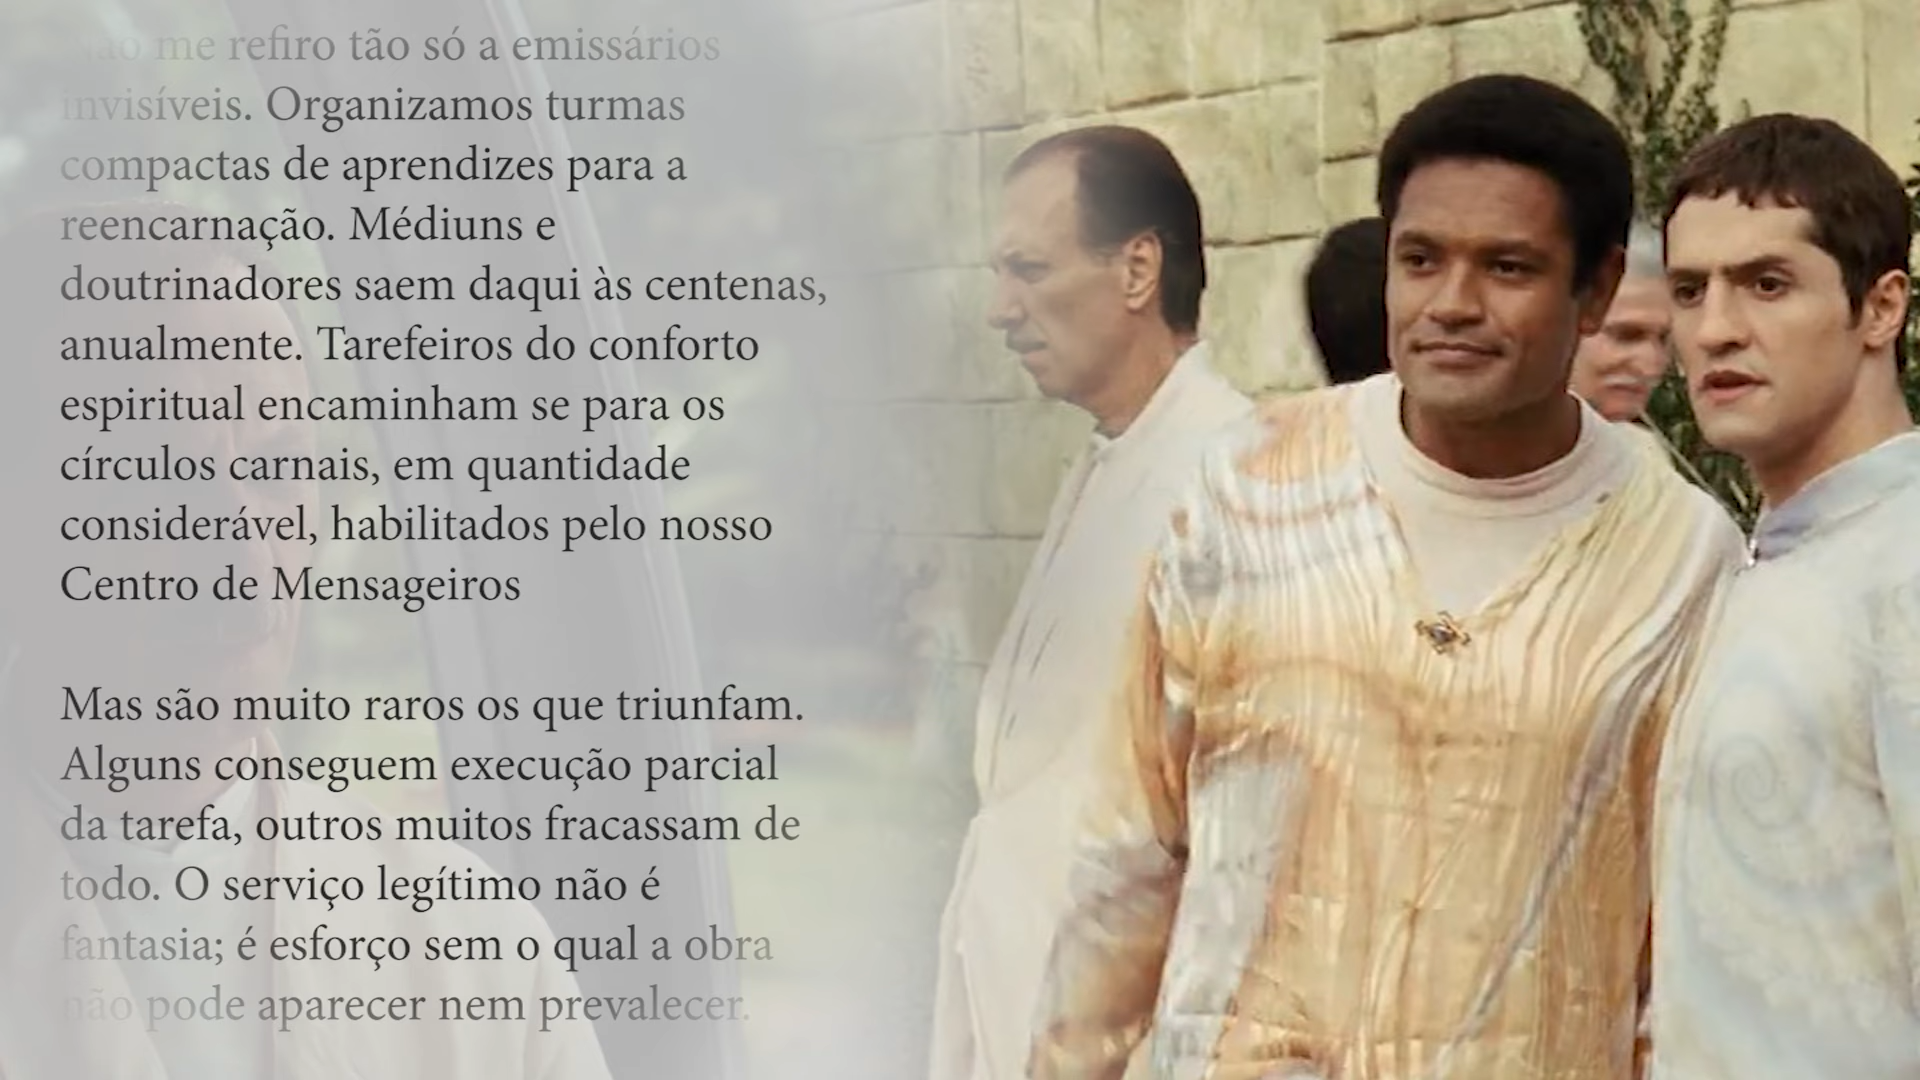 Não me refiro tão só a emissários
invisíveis. Organizamos turmas
compactas de aprendizes para a
reencarnação. Médiuns e
doutrinadores saem daqui às centenas,
anualmente. Tarefeiros do conforto
espiritual encaminham se para os
círculos carnais, em quantidade
considerável, habilitados pelo nosso
Centro de Mensageiros
Mas são muito raros os que triunfam.
Alguns conseguem execução parcial
da tarefa, outros muitos fracassam de
todo. O serviço legítimo não é
fantasia; é esforço sem o qual a obra
não pode aparecer nem prevalecer.